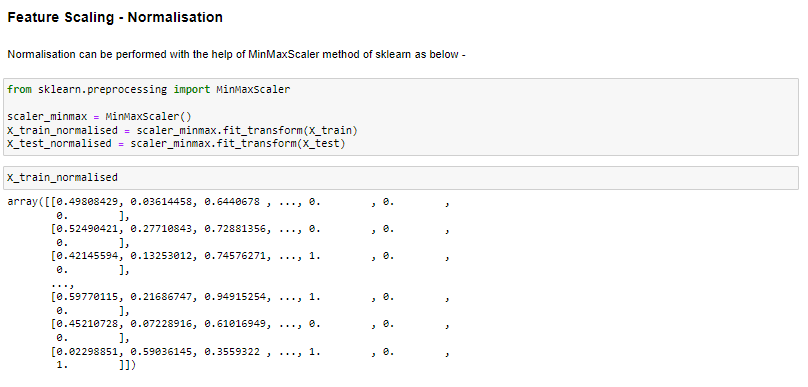 Feature Scaling - Normalisation
Normalisation can be performed with the help of MinMaxScaler method of sklearn as below -
from sklearn.preprocessing import MinMaxScaler
scaler_minmax = MinMaxScaler()
X_train_normalised = scaler_minmax.fit_transform(X_train)
X_test_normalised = scaler_minmax.fit_transform(X_test)
X_train_normalised
array([[0.49808429, 0.03614458, 0.6440678 , ..., 0.        , 0.        ,
        0.        ],
       [0.52490421, 0.27710843, 0.72881356, ..., 0.        , 0.        ,
        0.        ],
       [0.42145594, 0.13253012, 0.74576271, ..., 1.        , 0.        ,
        0.        ],
       ...,
       [0.59770115, 0.21686747, 0.94915254, ..., 1.        , 0.        ,
        0.        ],
       [0.45210728, 0.07228916, 0.61016949, ..., 0.        , 0.        ,
        0.        ],
       [0.02298851, 0.59036145, 0.3559322 , ..., 1.        , 0.        ,
        1.        ]])